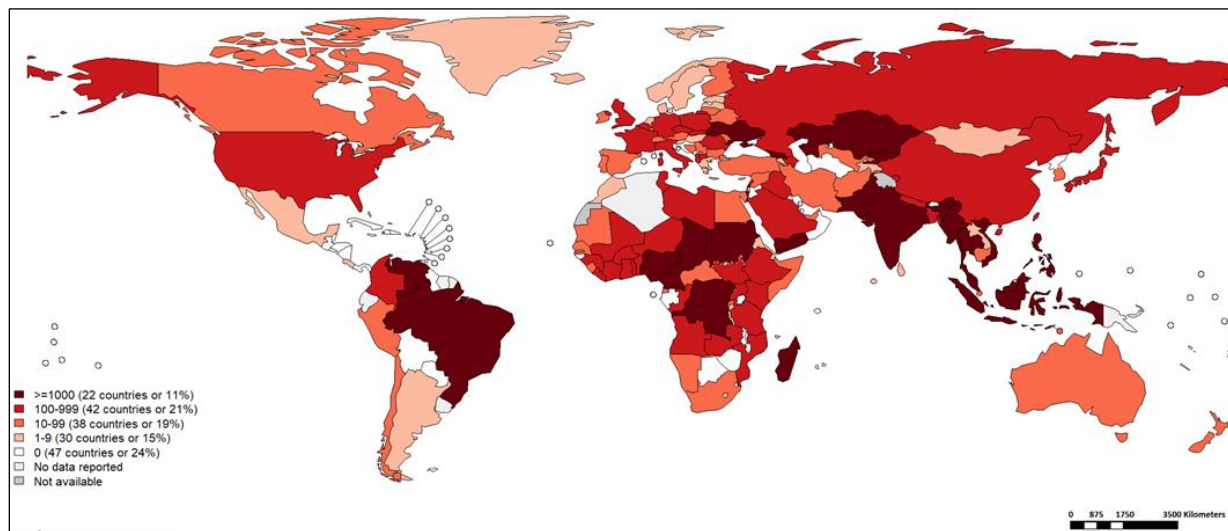 >=1000 (22 countries or 11%)
100-999 (42 countries or 21%)
10-99 (38 countries or 19%)
1-9 (30 countries or 15%)
0 (47 countries or 24%)
No data reported
Not available
0 875 1750 3500 Kilometers